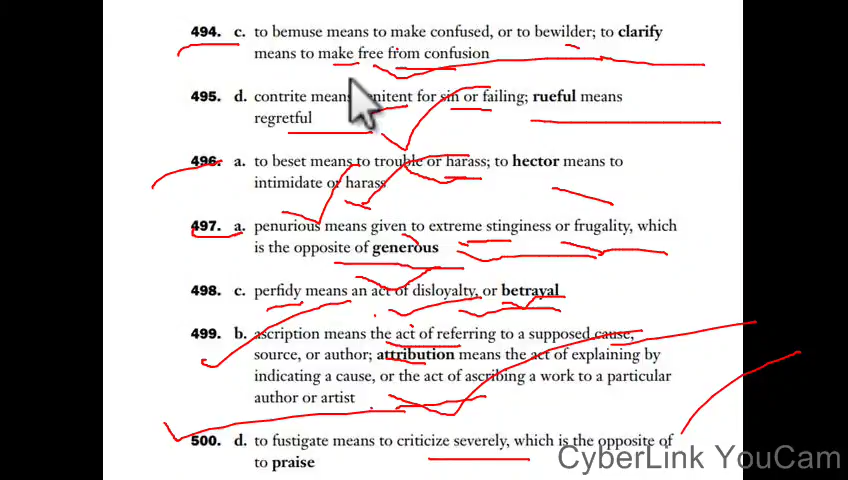 494. c. to bemuse means to make confused, or to bewilder; to clarify
means to make free from confusion
495. d. contrite means penitent for sin or failing; rueful means
regretful
496. a. to beset means to trouble or harass; to hector means to
intimidate or harass
497. a. penurious means given to extreme stinginess or frugality, which
is the opposite of generous
498. c. perfidy means an act of disloyalty, or betrayal
499. b. ascription means the act of referring to a supposed cause,
source, or author; attribution means the act of explaining by
indicating a cause, or the act of ascribing a work to a particular
author or artist
500. d. to fustigate means to criticize severely, which is the opposite of
to praise
CyberLink YouCam